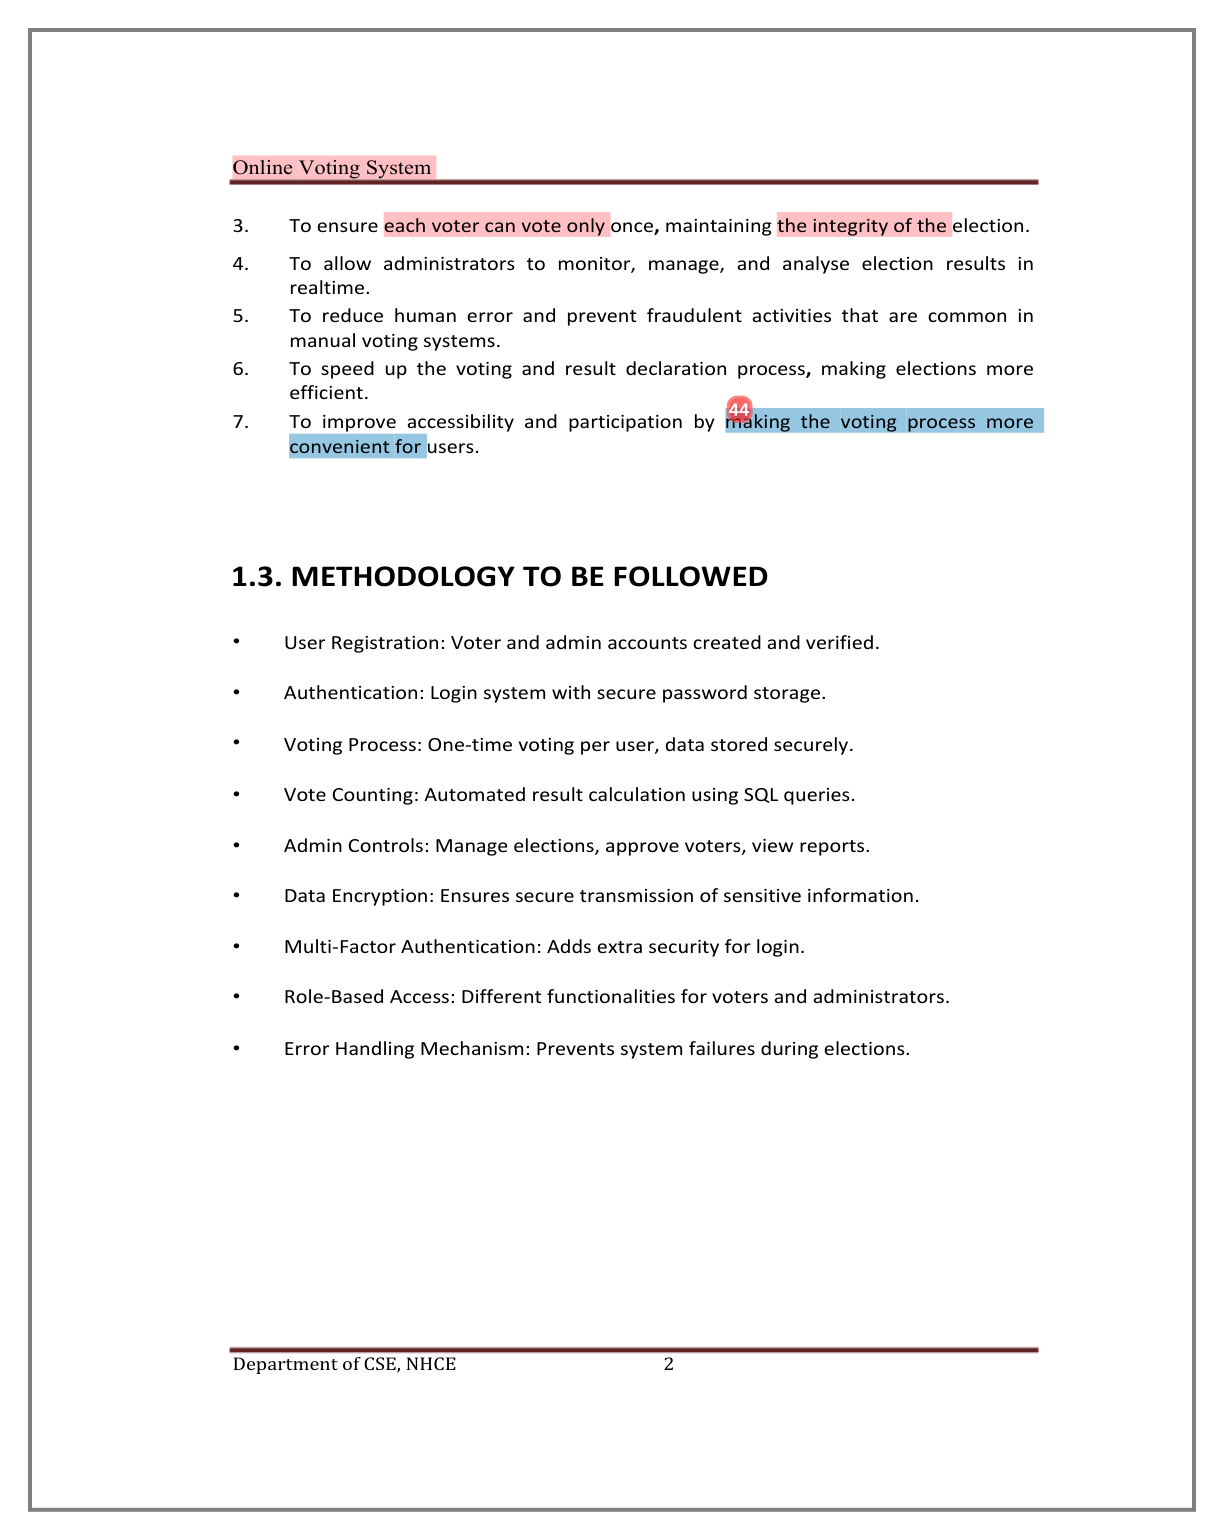 Online Voting System
3. To ensure each voter can vote only once, maintaining the integrity of the election.
4. To allow administrators to monitor, manage, and analyse election results in
realtime.
5. To reduce human error and prevent fraudulent activities that are common in
manual voting systems.
6. To speed up the voting and result declaration process, making elections more
efficient.
44
7. To improve accessibility and participation by making the voting process more
convenient for users.
1.3. METHODOLOGY TO BE FOLLOWED
• User Registration: Voter and admin accounts created and verified.
• Authentication: Login system with secure password storage.
• Voting Process: One-time voting per user, data stored securely.
• Vote Counting: Automated result calculation using SQL queries.
• Admin Controls: Manage elections, approve voters, view reports.
• Data Encryption: Ensures secure transmission of sensitive information.
• Multi-Factor Authentication: Adds extra security for login.
• Role-Based Access: Different functionalities for voters and administrators.
• Error Handling Mechanism: Prevents system failures during elections.
Department of CSE, NHCE 2